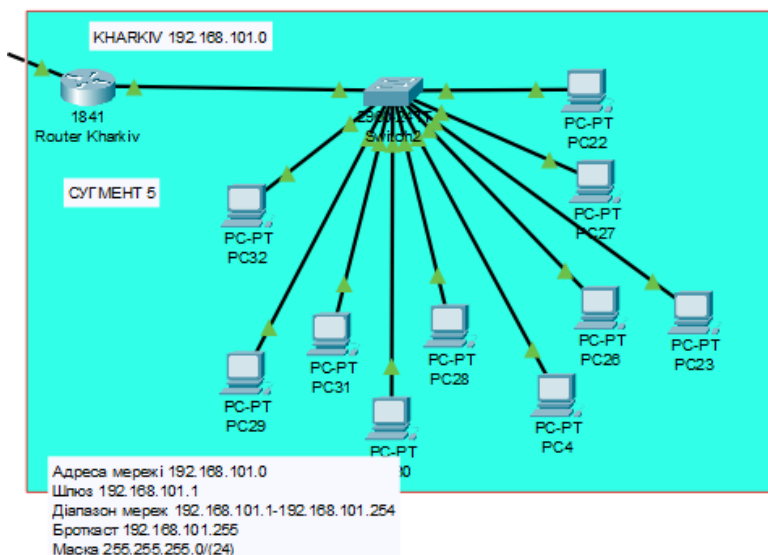 KHARKIV 192.168.101.0
1841
Router Kharkiv
Switch2
PC-PT
PC22
СУГМЕНТ 5
PC-PT
PC27
PC-PT
PC32
PC-PT
PC31
PC-PT
PC28
PC-PT
PC26
PC-PT
PC23
PC-PT
PC29
PC-PT
PC-PT
PC4
Адреса мережі 192.168.101.0
Шлюз 192.168.101.1
Діапазон мереж 192.168.101.1-192.168.101.254
Броткаст 192.168.101.255
Маска 255.255.255.0/(24)